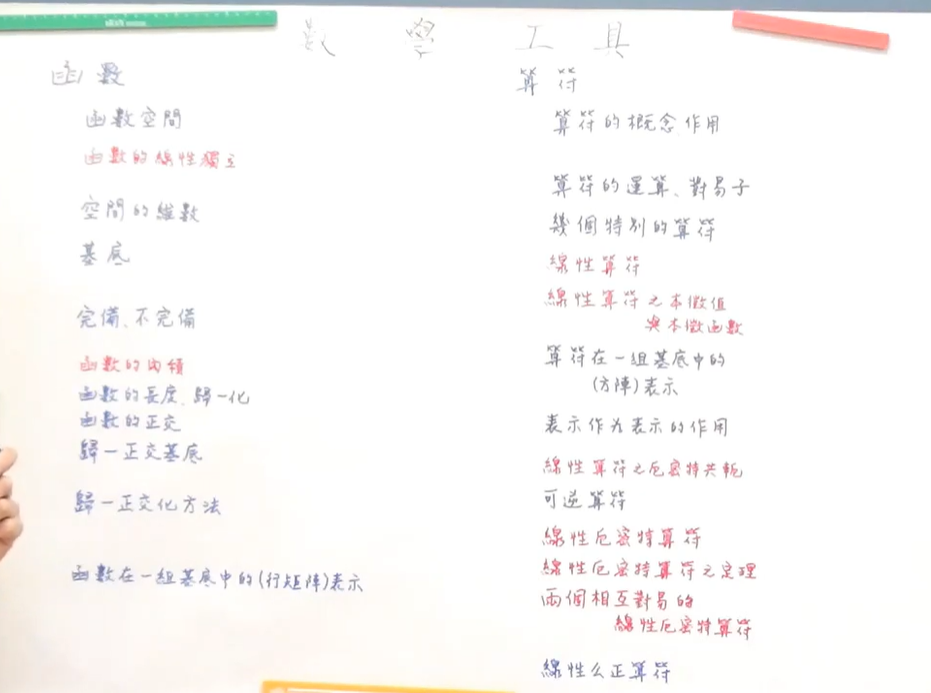 數學工具
函數
函數空間
函數的線性獨立
空間的維數
基底
完備、不完備
函數的內積
函數的長度、歸一化
函數的正交
歸一正交基底
歸一正交化方法
函數在一組基底中的(行矩陣)表示
算符
算符的概念作用
算符的運算、對易子
幾個特別的算符
線性算符
線性算符之本徵值
與本徵函數
算符在一組基底中的
(方陣)表示
表示作為表示的作用
線性算符之厄密特共軛
可逆算符
線性厄密特算符
線性厄密特算符之定理
兩個相互對易的
線性厄密特算符
線性么正算符